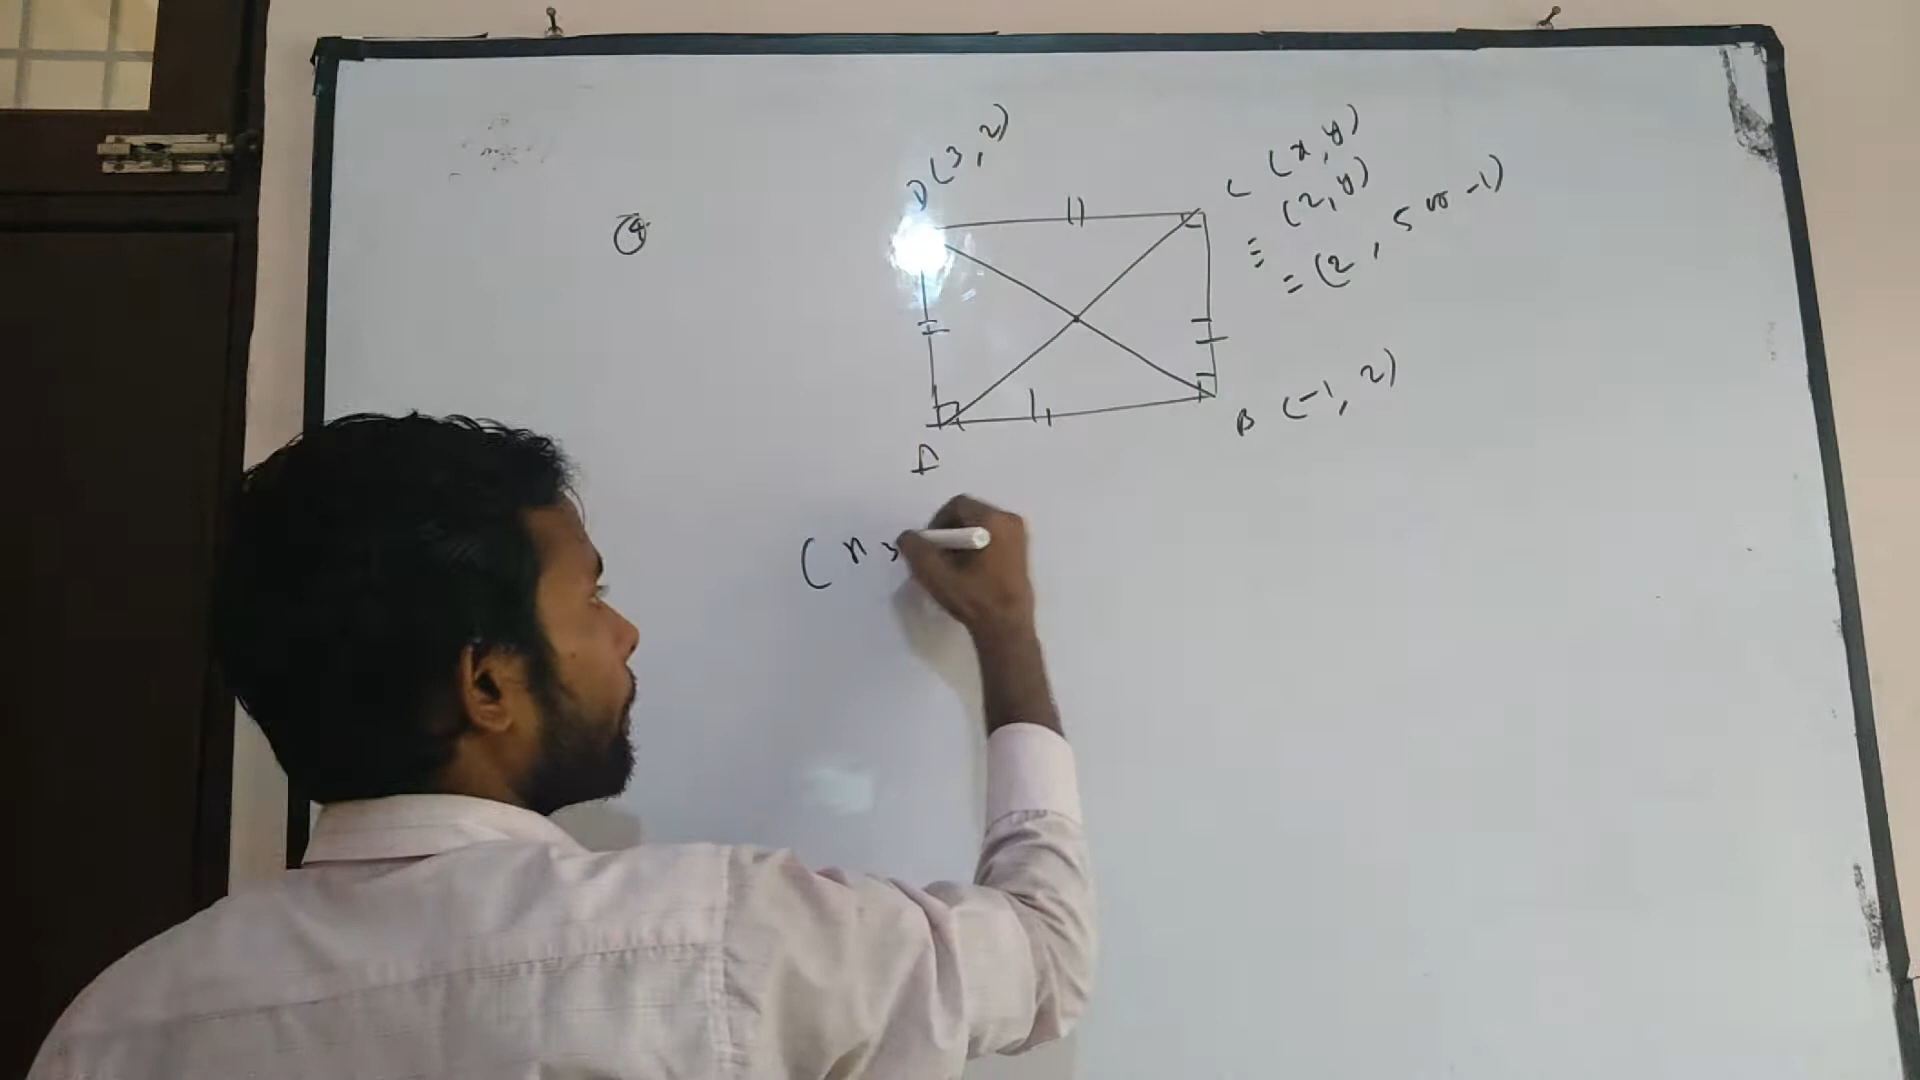 ④
D (3, 2)
C (x, y)
≡ (2, y)
= (2, 5 or -1)
B (-1, 2)
A
(x,